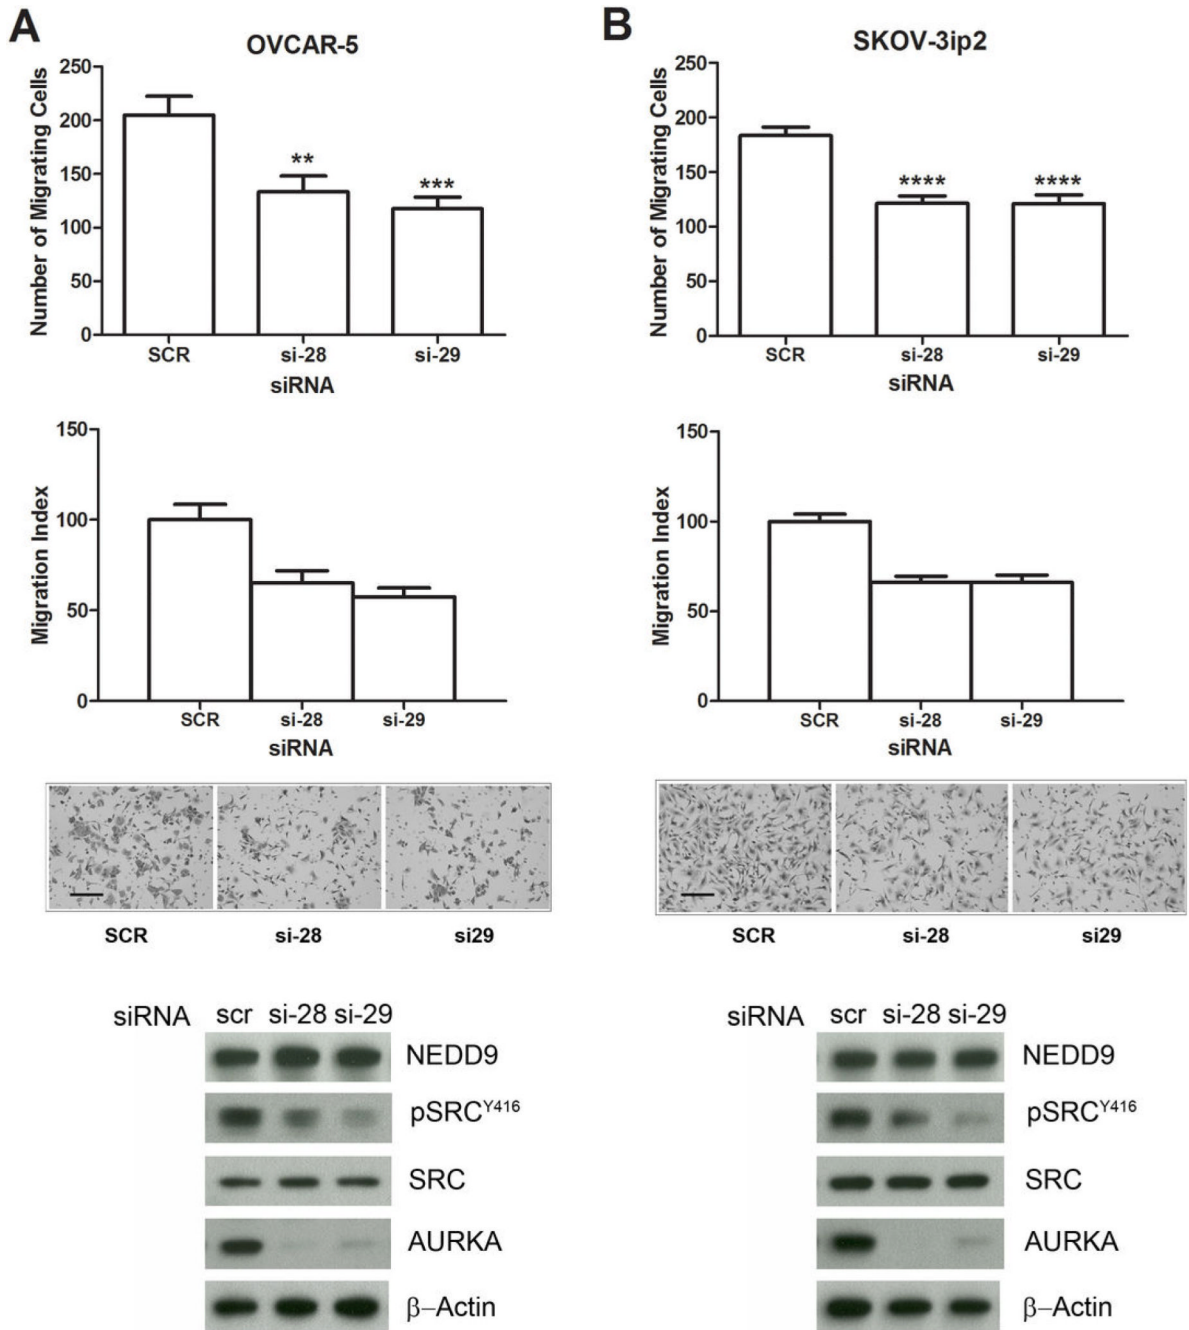 A
OVCAR-5
Number of Migrating Cells
250
200
150
100
50
0
**
***
SCR
si-28
si-29
siRNA
Migration Index
150
100
50
0
SCR
si-28
si-29
siRNA
SCR
si-28
si29
siRNA scr si-28 si-29
NEDD9
pSRCY416
SRC
AURKA
β–Actin
B
SKOV-3ip2
Number of Migrating Cells
250
200
150
100
50
0
****
****
SCR
si-28
si-29
siRNA
Migration Index
150
100
50
0
SCR
si-28
si-29
siRNA
SCR
si-28
si29
siRNA scr si-28 si-29
NEDD9
pSRCY416
SRC
AURKA
β–Actin